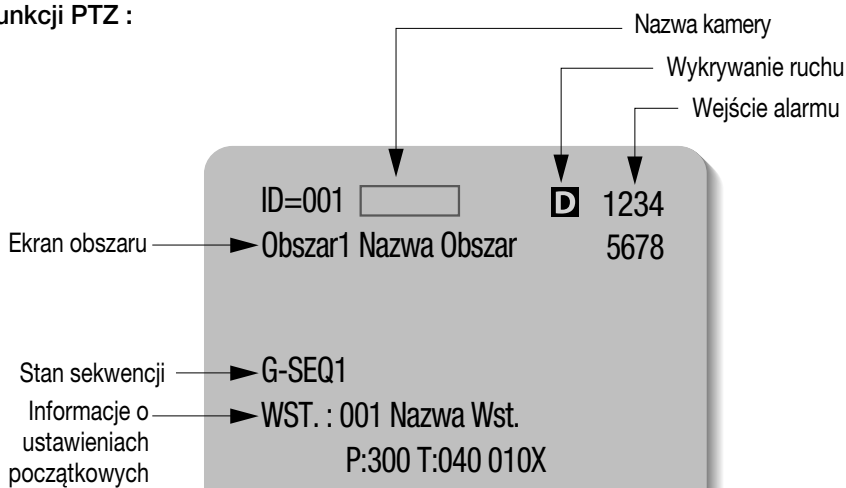 unkcji PTZ :
Nazwa kamery
Wykrywanie ruchu
Wejście alarmu
ID=001 D 1234
Ekran obszaru Obszar1 Nazwa Obszar 5678
Stan sekwencji G-SEQ1
Informacje o WST. : 001 Nazwa Wst.
ustawieniach
początkowych P:300 T:040 010X